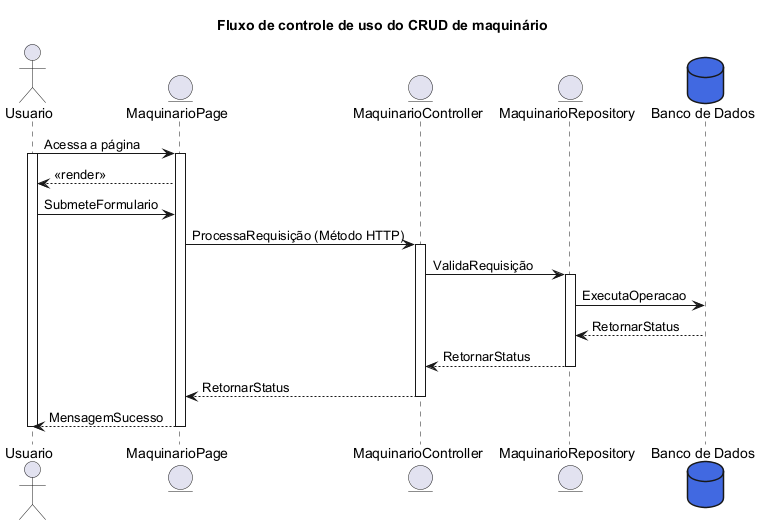 Fluxo de controle de uso do CRUD de maquinário
Usuario
MaquinarioPage
MaquinarioController
MaquinarioRepository
Banco de Dados
Acessa a página
«render»
SubmeteFormulario
ProcessaRequisição (Método HTTP)
ValidaRequisição
ExecutaOperacao
RetornarStatus
RetornarStatus
RetornarStatus
MensagemSucesso
Usuario
MaquinarioPage
MaquinarioController
MaquinarioRepository
Banco de Dados